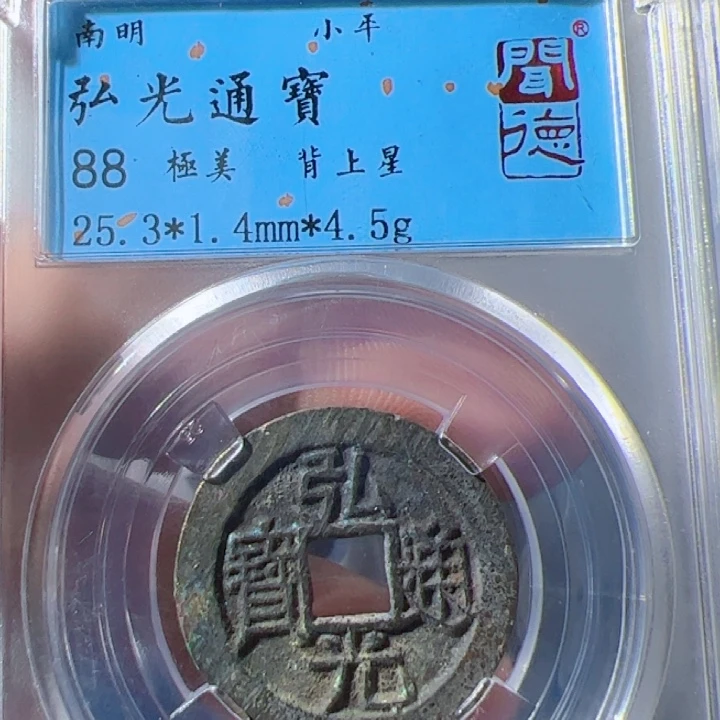 南明 小平
弘光通寶
88 極美 背上星
25.3*1.4mm*4.5g
聞德
®
弘光通寶